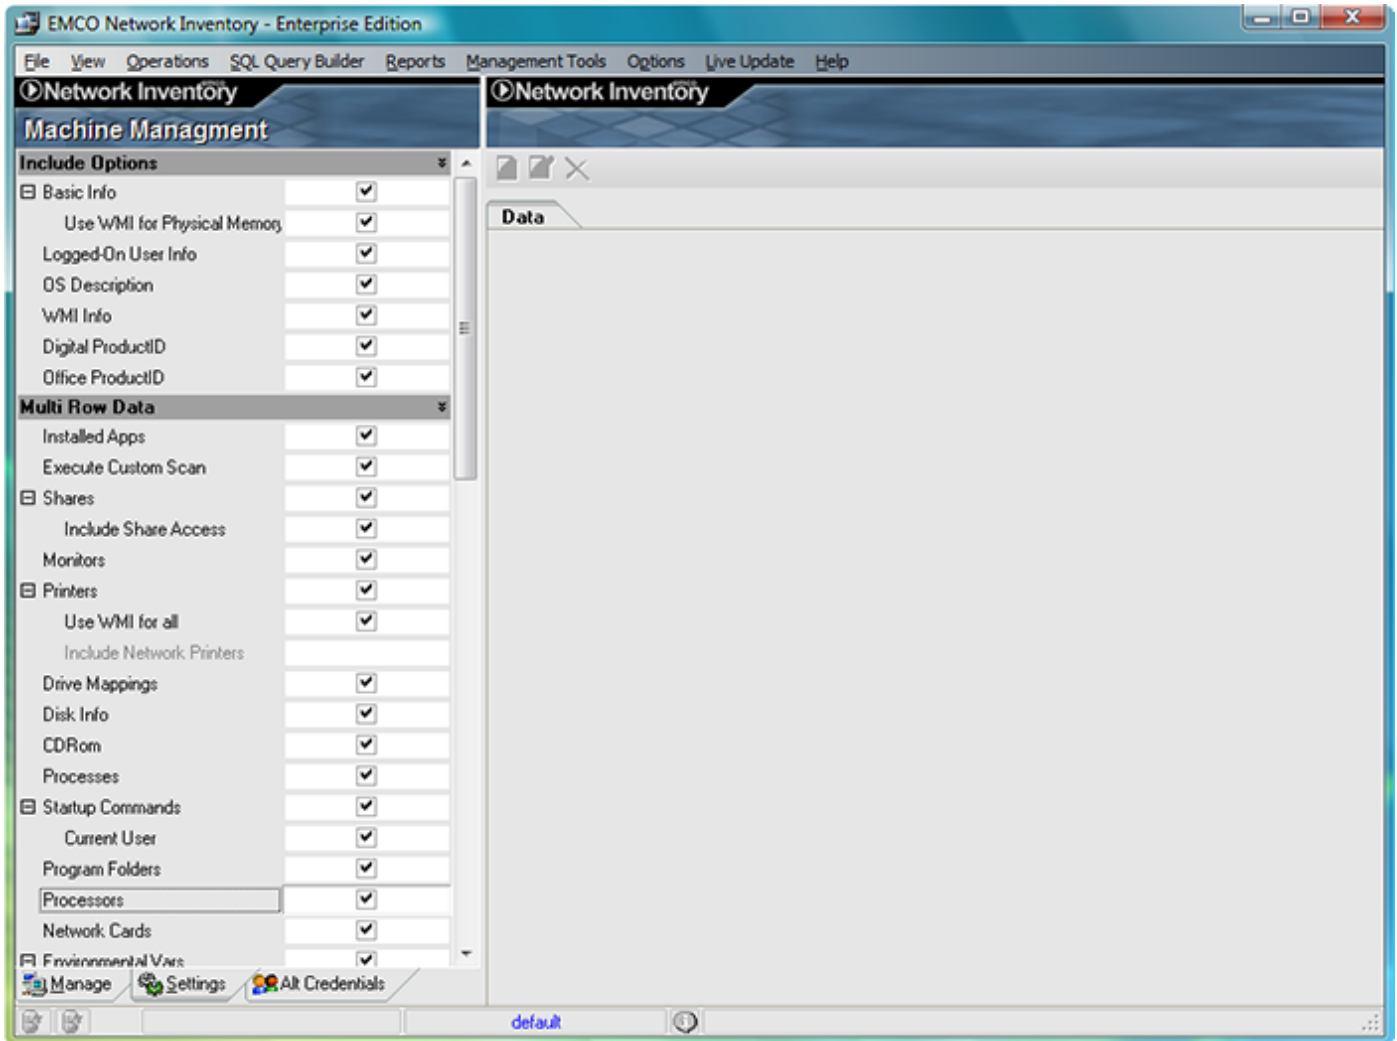 EMCO Network Inventory - Enterprise Edition
File View Operations SQL Query Builder Reports Management Tools Options Live Update Help
Network Inventory emco
Network Inventory emco
Machine Managment
Include Options
Basic Info
Use WMI for Physical Memory
Logged-On User Info
OS Description
WMI Info
Digital ProductID
Office ProductID
Multi Row Data
Installed Apps
Execute Custom Scan
Shares
Include Share Access
Monitors
Printers
Use WMI for all
Include Network Printers
Drive Mappings
Disk Info
CDRom
Processes
Startup Commands
Current User
Program Folders
Processors
Network Cards
Environmental Vars
Manage Settings Alt Credentials
Data
default